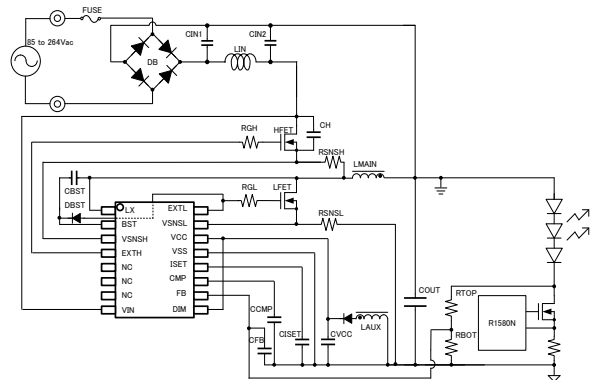 FUSE
85 to 264Vac
DB
CIN1
LIN
CIN2
CH
RGH
HFET
RSNSH
LMAIN
CBST
DBST
RGL
LFET
RSNSL
LX
BST
VSNSH
EXTH
NC
NC
NC
VIN
EXTL
VSNSL
VCC
VSS
ISET
CMP
FB
DIM
CCMP
CFB
CISET
CVCC
LAUX
COUT
RTOP
RBOT
R1580N